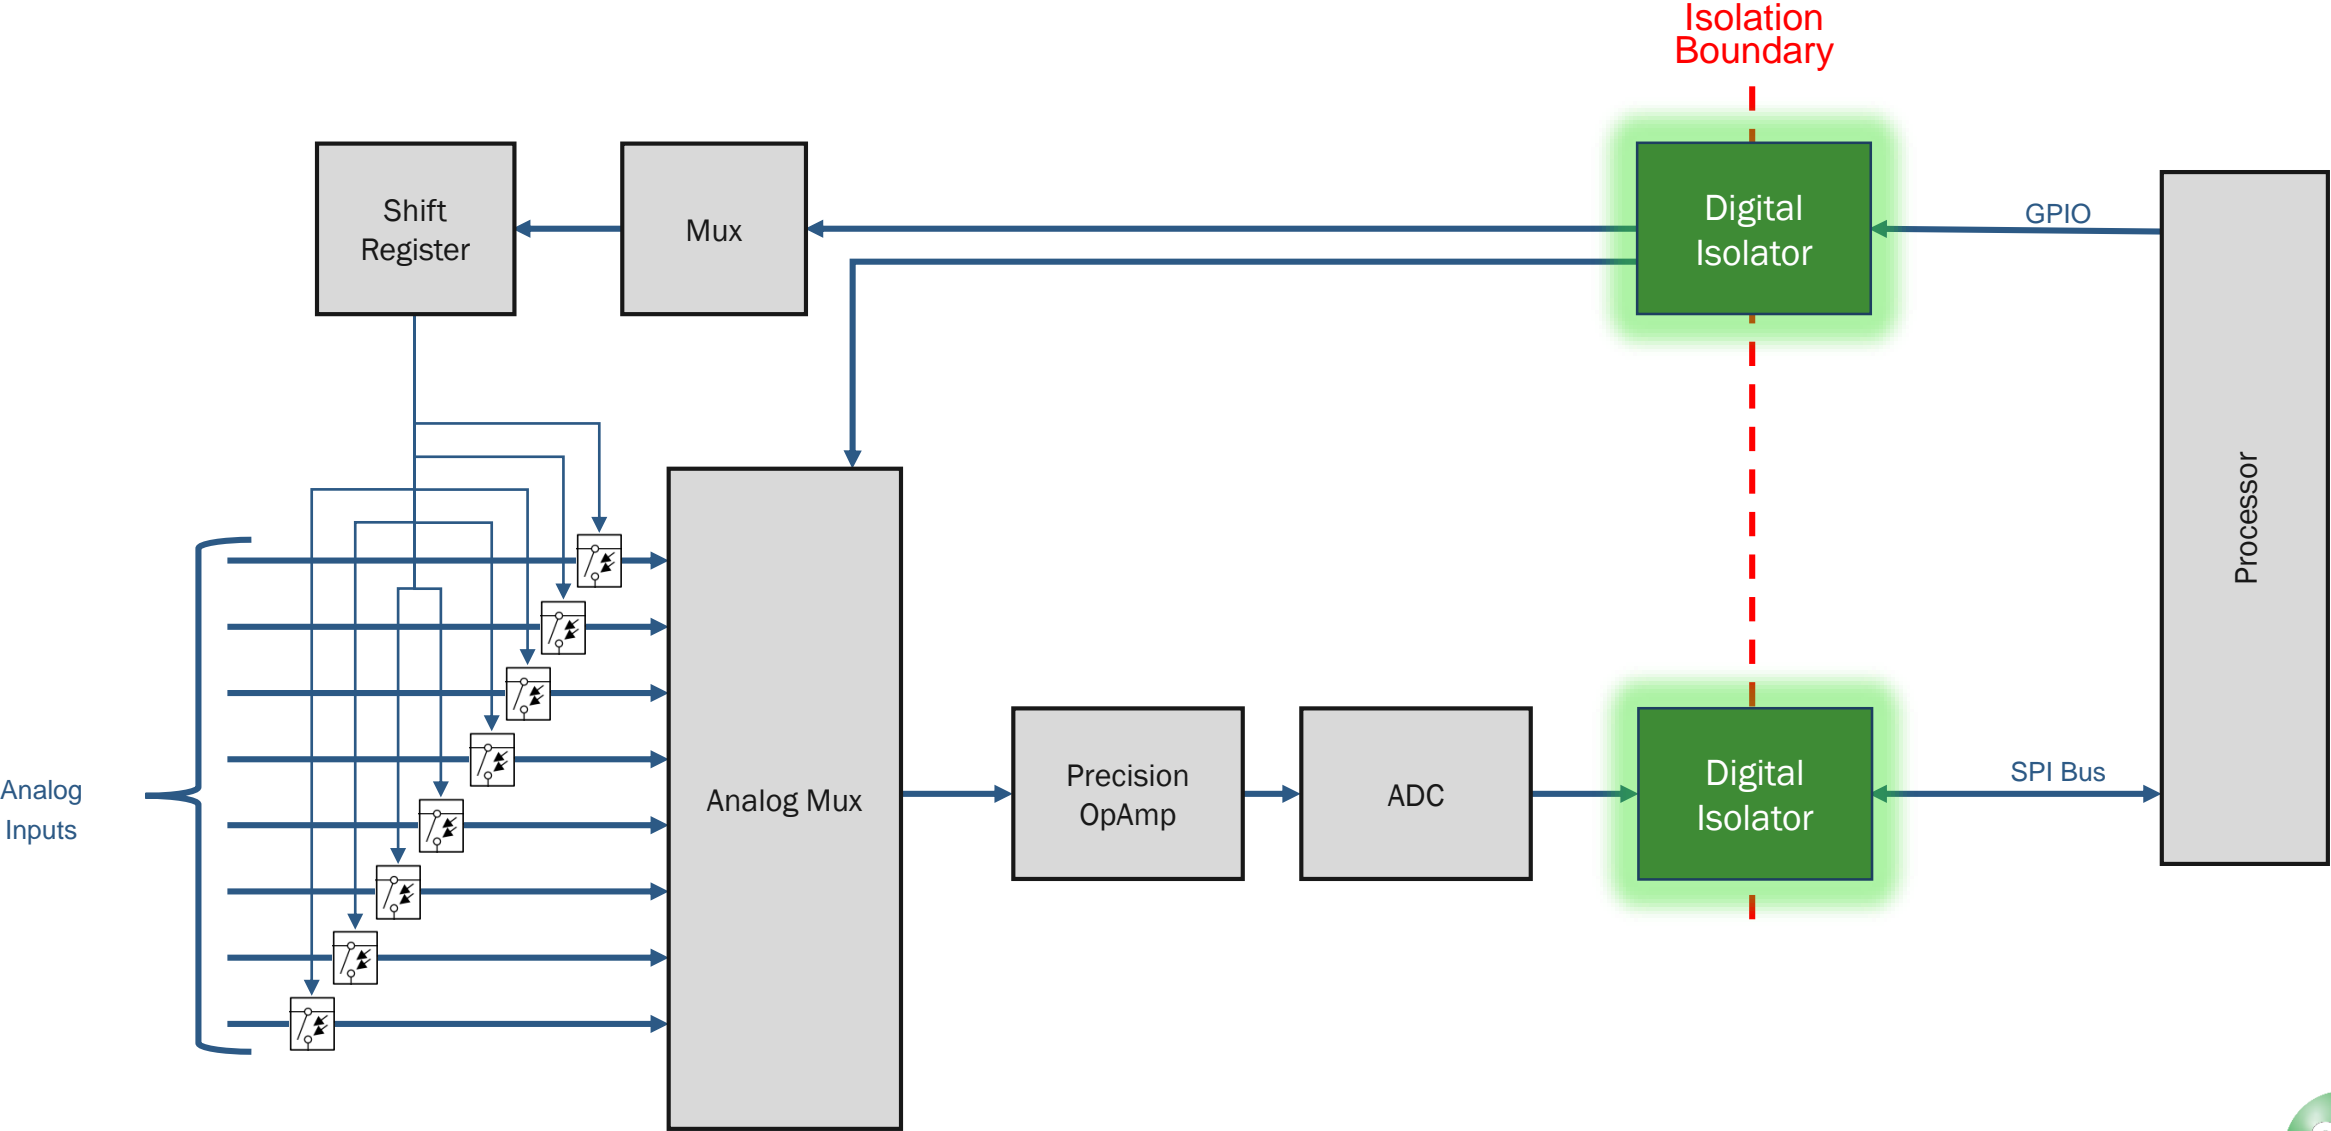 Isolation
Boundary
Shift
Register
Mux
Digital
Isolator
GPIO
Processor
Analog
Inputs
Analog Mux
Precision
OpAmp
ADC
Digital
Isolator
SPI Bus